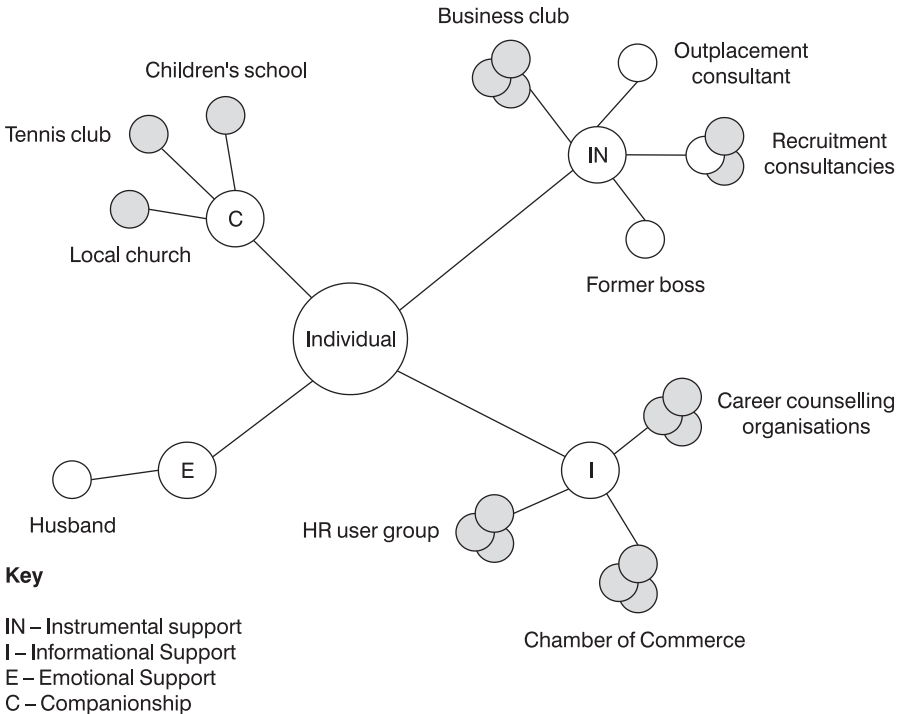 Business club
Outplacement
consultant
Children's school
Tennis club
IN
Recruitment
consultancies
C
Local church
Former boss
Individual
Career counselling
organisations
E
I
Husband
HR user group
Chamber of Commerce
Key
IN – Instrumental support
I – Informational Support
E – Emotional Support
C – Companionship